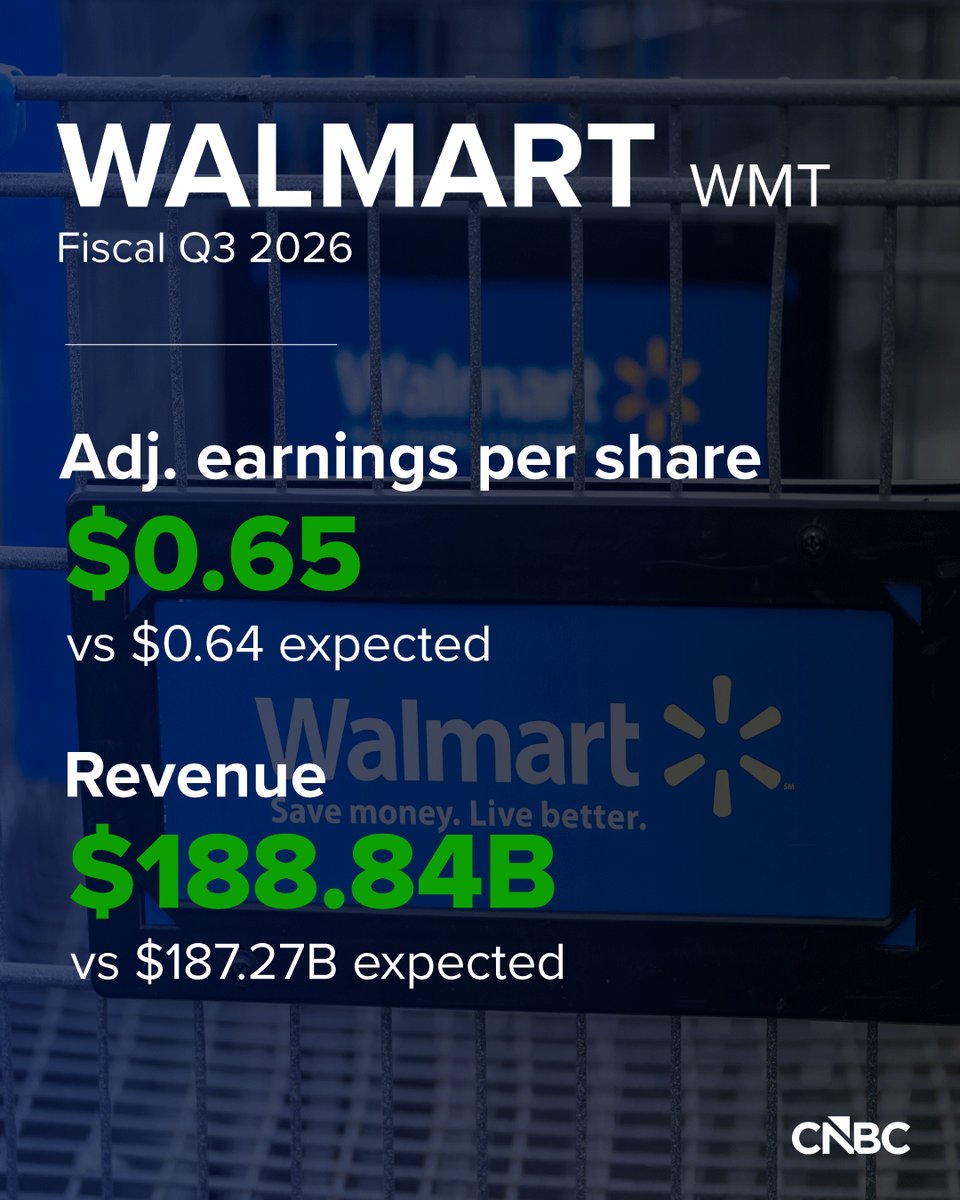 WALMART WMT
Fiscal Q3 2026
Walmart
Adj. earnings per share
$0.65
vs $0.64 expected
Walmart
Save money. Live better.
SM
Revenue
$188.84B
vs $187.27B expected
CNBC